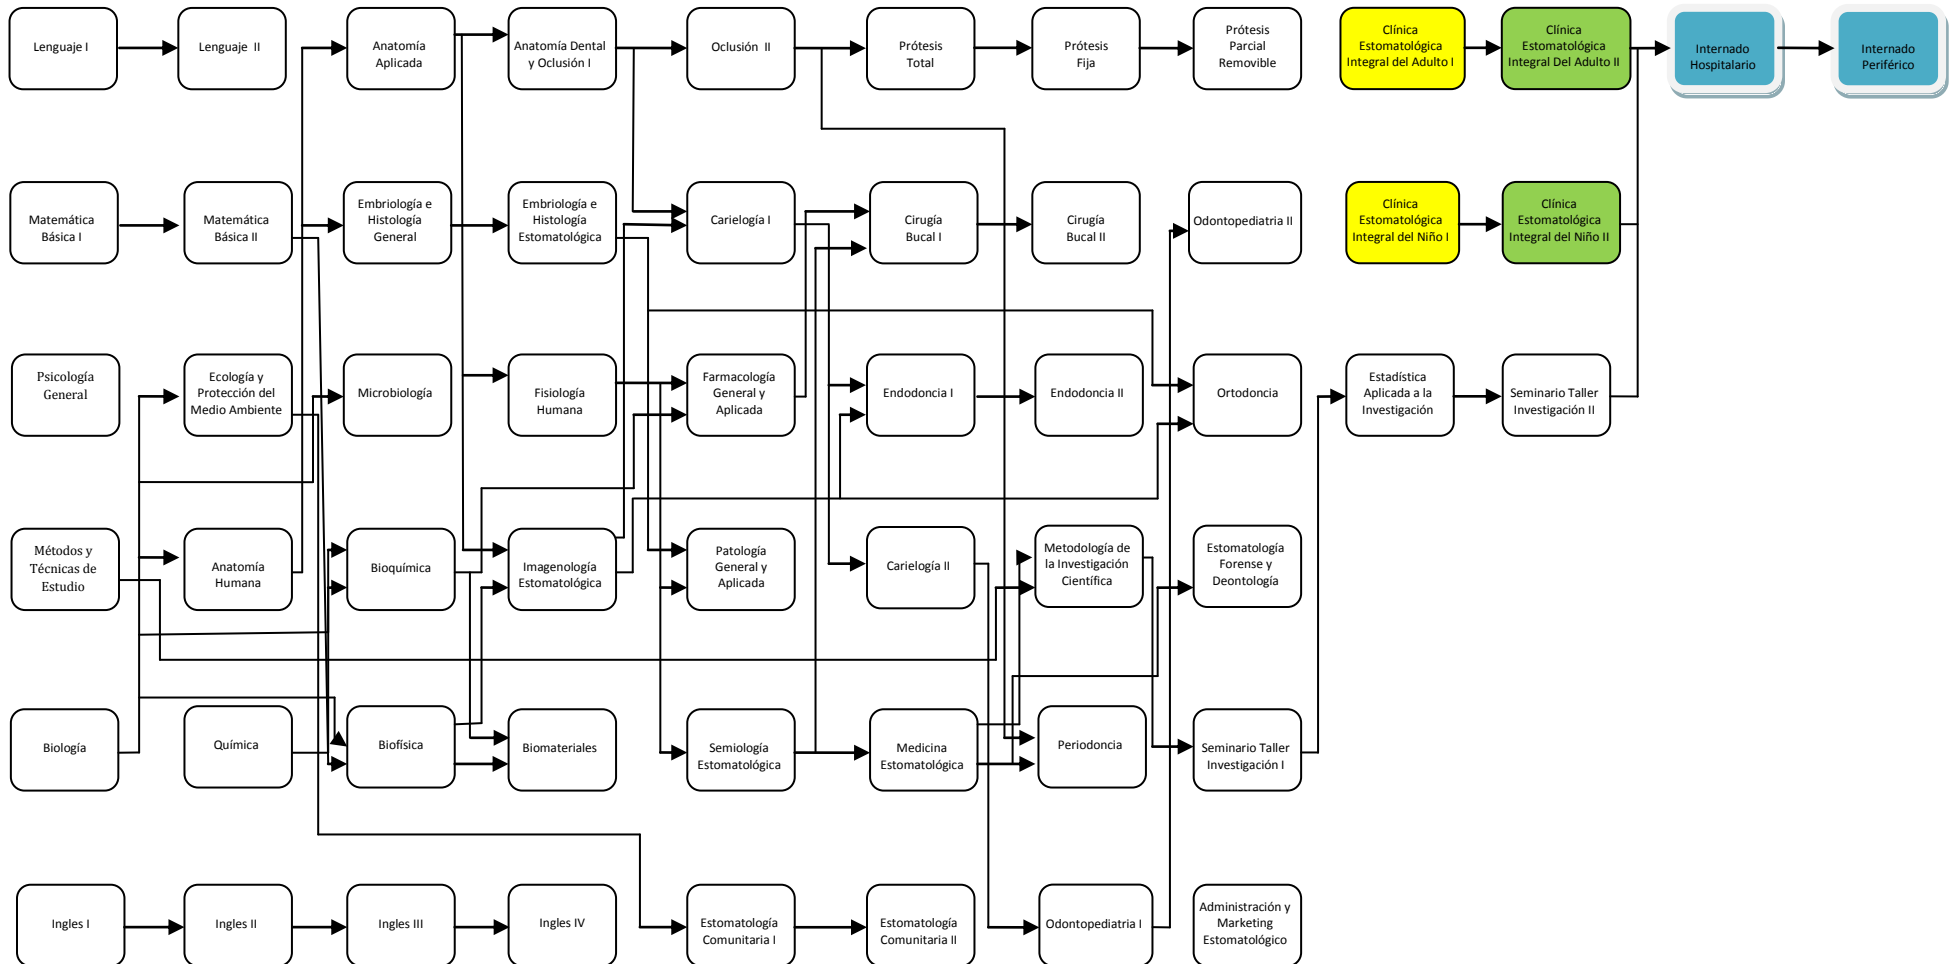 Lenguaje I
Lenguaje II
Anatomía
Aplicada
Anatomía Dental
y Oclusión I
Oclusión II
Prótesis
Total
Prótesis
Fija
Prótesis
Parcial
Removible
Clínica
Estomatológica
Integral del Adulto I
Clínica
Estomatológica
Integral Del Adulto II
Internado
Hospitalario
Internado
Periférico
Matemática
Básica I
Matemática
Básica II
Embriología e
Histología
General
Embriología e
Histología
Estomatológica
Carielogía I
Cirugía
Bucal I
Cirugía
Bucal II
Odontopediatria II
Clínica
Estomatológica
Integral del Niño I
Clínica
Estomatológica
Integral del Niño II
Psicología
General
Ecología y
Protección del
Medio Ambiente
Microbiología
Fisiología
Humana
Farmacología
General y
Aplicada
Endodoncia I
Endodoncia II
Ortodoncia
Estadística
Aplicada a la
Investigación
Seminario Taller
Investigación II
Métodos y
Técnicas de
Estudio
Anatomía
Humana
Bioquímica
Imagenología
Estomatológica
Patología
General y
Aplicada
Carielogía II
Metodología de
la Investigación
Científica
Estomatología
Forense y
Deontología
Biología
Química
Biofísica
Biomateriales
Semiología
Estomatológica
Medicina
Estomatológica
Periodoncia
Seminario Taller
Investigación I
Ingles I
Ingles II
Ingles III
Ingles IV
Estomatología
Comunitaria I
Estomatología
Comunitaria II
Odontopediatria I
Administración y
Marketing
Estomatológico